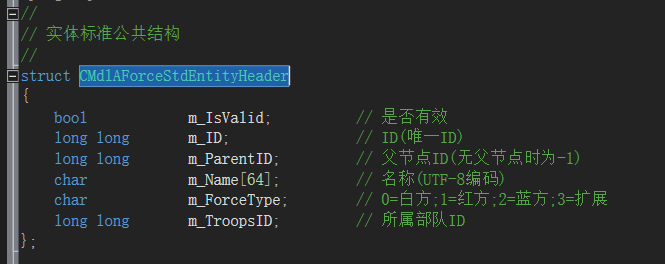 //
// 实体标准公共结构
//
struct CMdlAForceStdEntityHeader
{
bool m_IsValid; // 是否有效
long long m_ID; // ID(唯一ID)
long long m_ParentID; // 父节点ID(无父节点时为-1)
char m_Name[64]; // 名称(UTF-8编码)
char m_ForceType; // 0=白方;1=红方;2=蓝方;3=扩展
long long m_TroopsID; // 所属部队ID
};